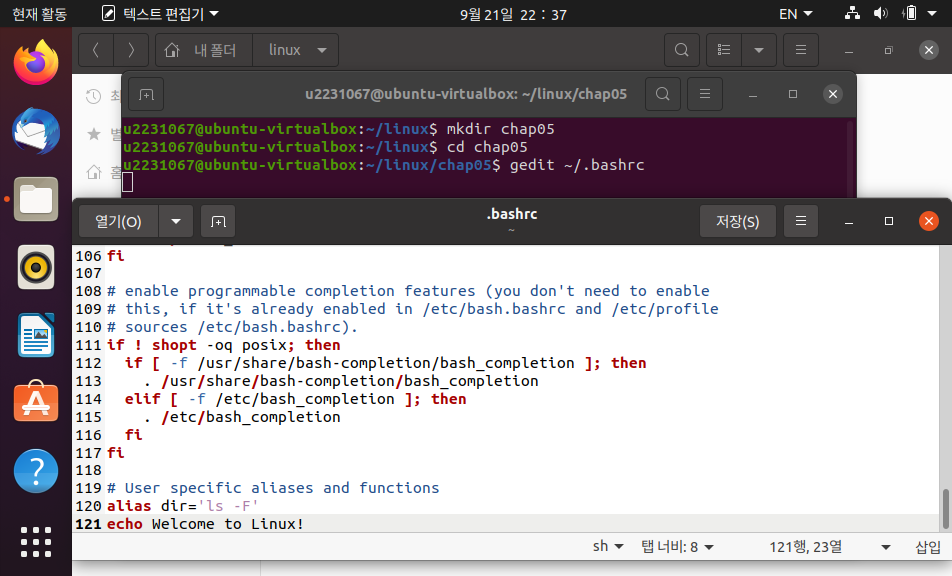 현재 활동 텍스트 편집기 9월 21일 22 : 37 EN
내 폴더 linux
u2231067@ubuntu-virtualbox: ~/linux/chap05
최
별
홈
u2231067@ubuntu-virtualbox:~/linux$ mkdir chap05
u2231067@ubuntu-virtualbox:~/linux$ cd chap05
u2231067@ubuntu-virtualbox:~/linux/chap05$ gedit ~/.bashrc
열기(O) .bashrc 저장(S)
~
106 fi
107
108 # enable programmable completion features (you don't need to enable
109 # this, if it's already enabled in /etc/bash.bashrc and /etc/profile
110 # sources /etc/bash.bashrc).
111 if ! shopt -oq posix; then
112   if [ -f /usr/share/bash-completion/bash_completion ]; then
113     . /usr/share/bash-completion/bash_completion
114   elif [ -f /etc/bash_completion ]; then
115     . /etc/bash_completion
116   fi
117 fi
118
119 # User specific aliases and functions
120 alias dir='ls -F'
121 echo Welcome to Linux!
sh 탭 너비: 8 121행, 23열 삽입